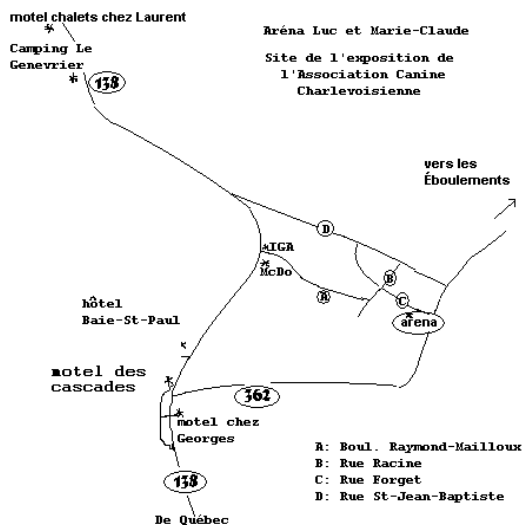 motel chalets chez Laurent
Aréna Luc et Marie-Claude
Camping Le
Genevrier
Site de l'exposition de
l'Association Canine
Charlevoisienne
138
vers les
Éboulements
D
IGA
McDo
B
A
C
arena
hôtel
Baie-St-Paul
motel des
cascades
362
motel chez
Georges
A: Boul. Raymond-Mailloux
B: Rue Racine
C: Rue Forget
D: Rue St-Jean-Baptiste
138
De Québec